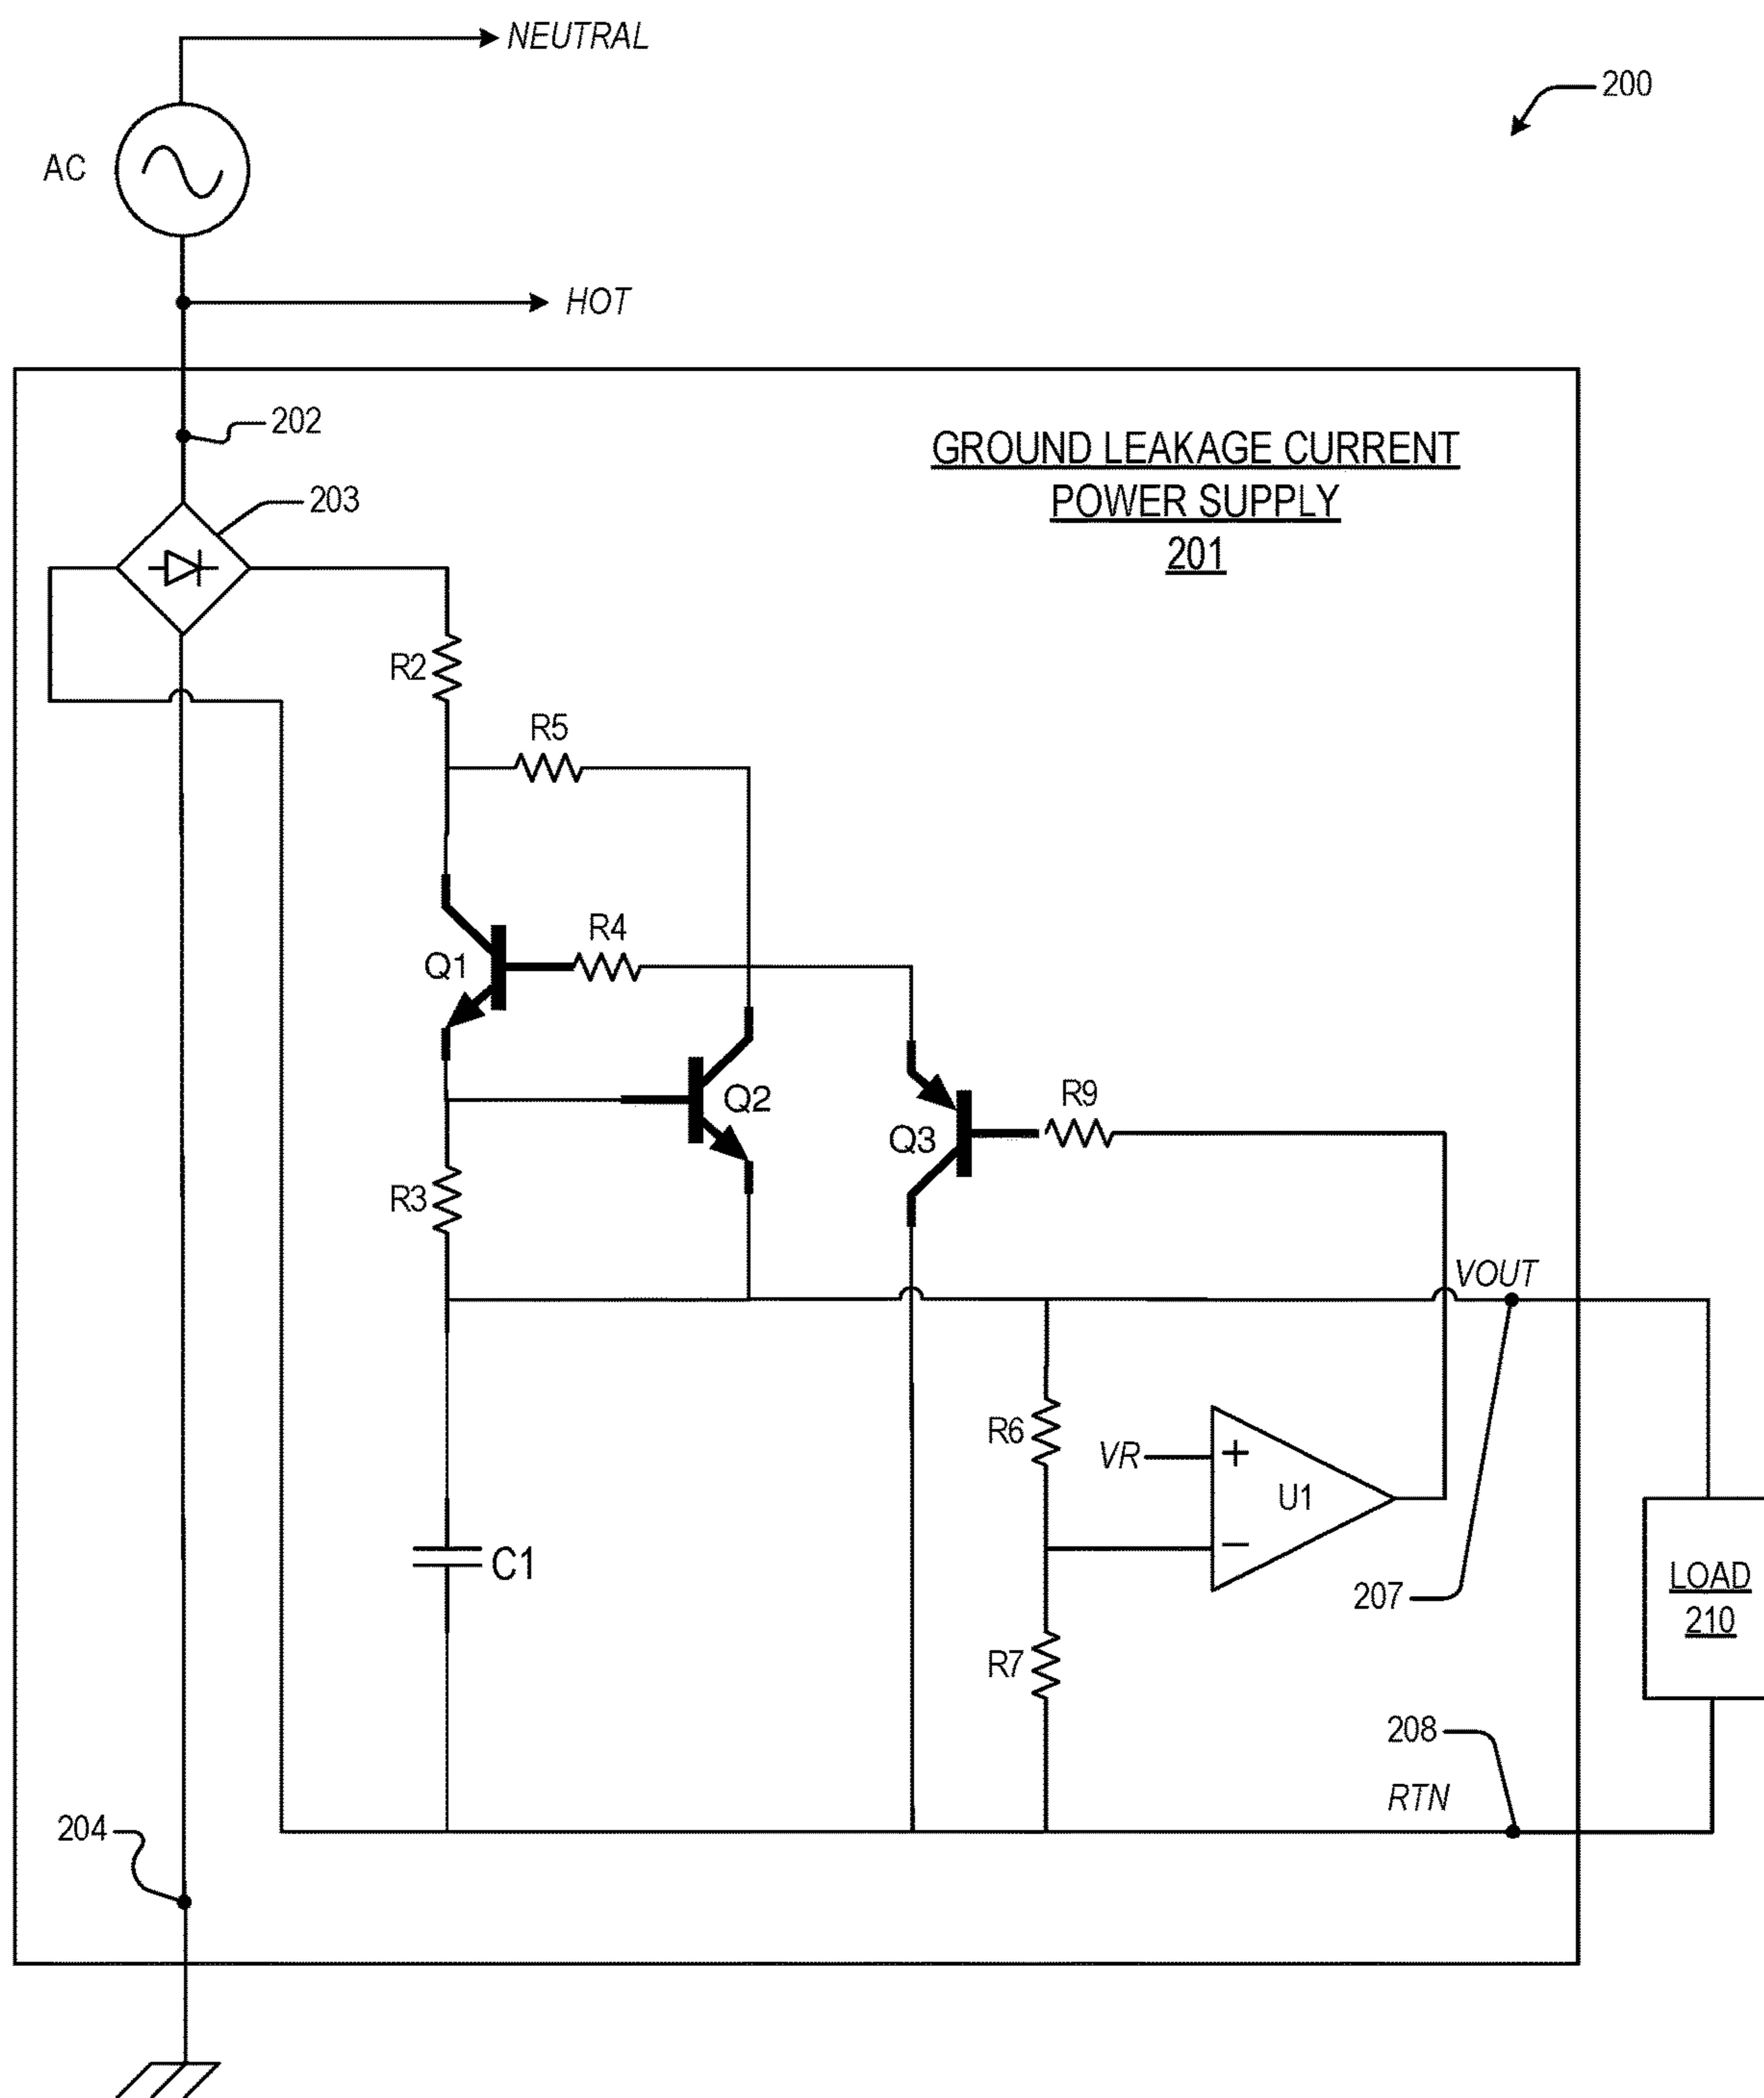 NEUTRAL
200
AC
HOT
202
GROUND LEAKAGE CURRENT
POWER SUPPLY
201
203
R2
R5
R4
Q1
Q2
R9
Q3
R3
VOUT
R6
VR
+
U1
−
C1
207
LOAD
210
R7
208
RTN
204